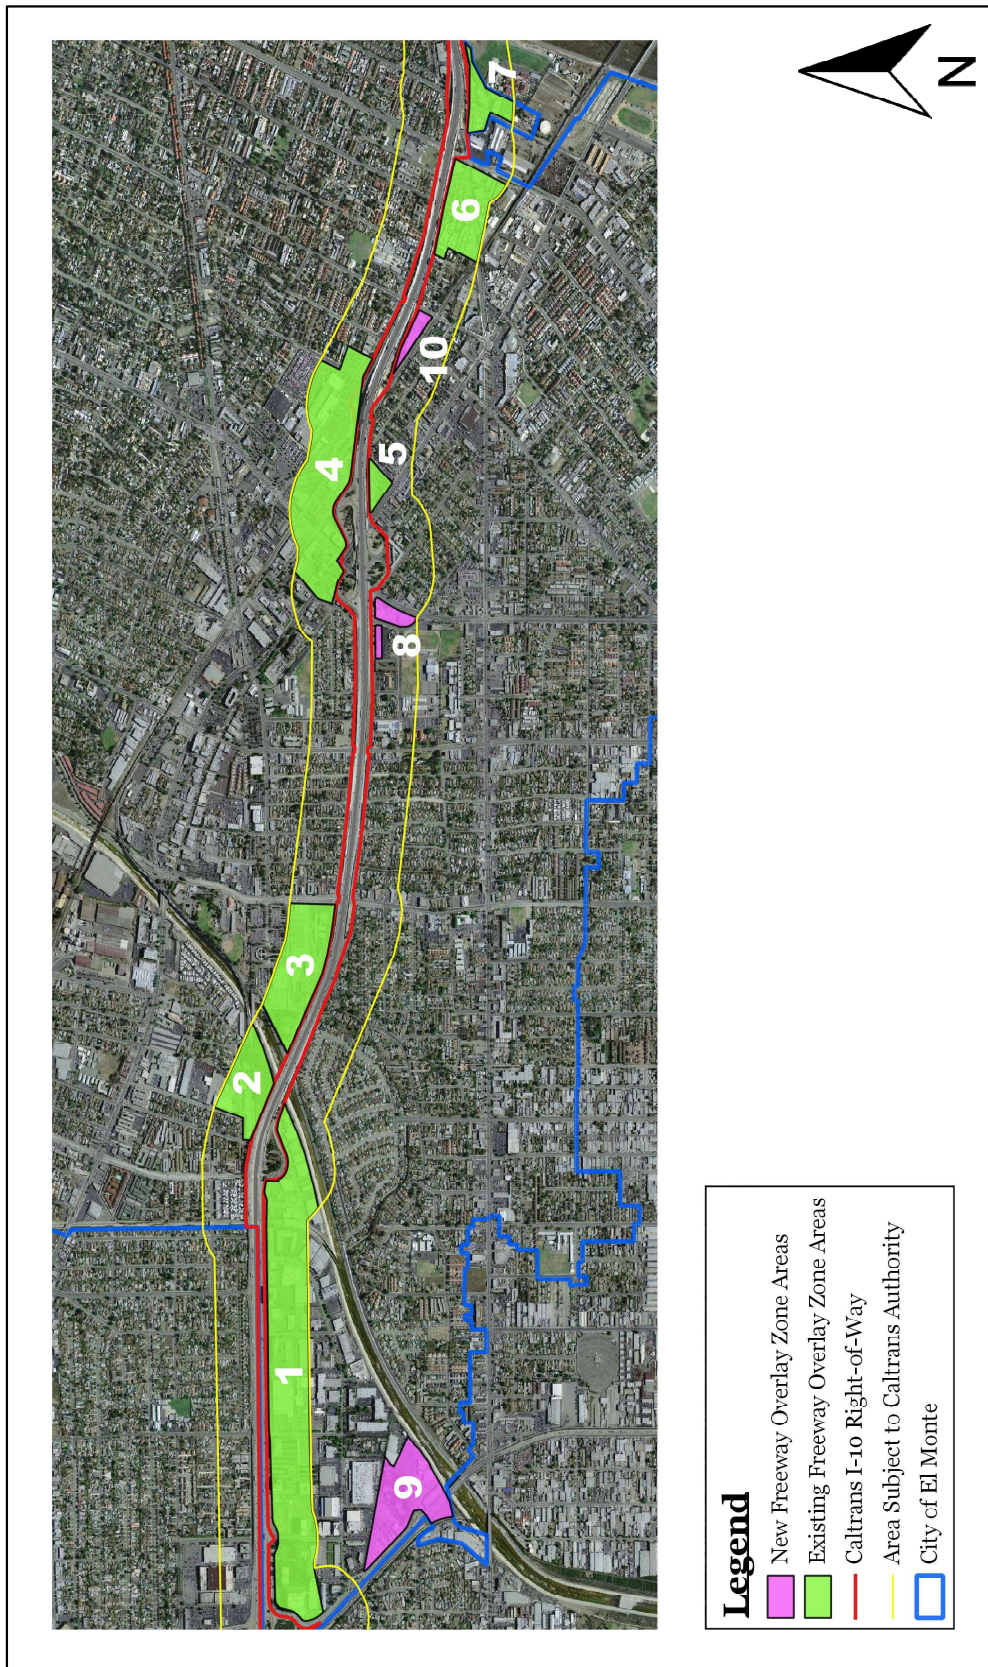 1
2
3
4
5
6
7
8
9
10
N
Legend
New Freeway Overlay Zone Areas
Existing Freeway Overlay Zone Areas
Caltrans I-10 Right-of-Way
Area Subject to Caltrans Authority
City of El Monte